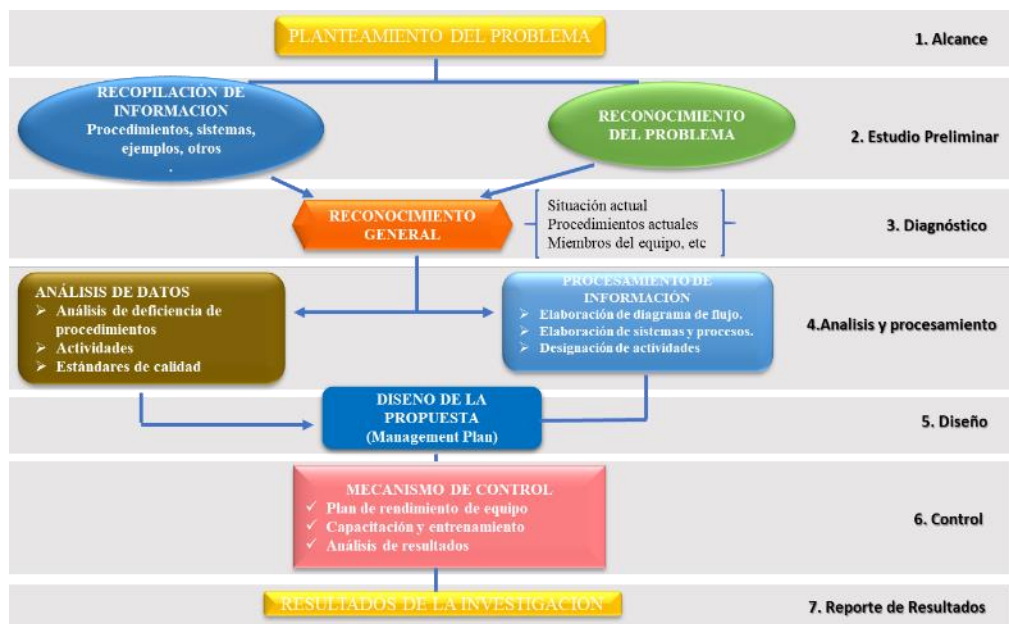 PLANTEAMIENTO DEL PROBLEMA
1. Alcance
RECOPILACIÓN DE
INFORMACION
Procedimientos, sistemas,
ejemplos, otros
.
RECONOCIMIENTO
DEL PROBLEMA
2. Estudio Preliminar
RECONOCIMIENTO
GENERAL
Situación actual
Procedimientos actuales
Miembros del equipo, etc
3. Diagnóstico
ANÁLISIS DE DATOS
➢ Análisis de deficiencia de
procedimientos
➢ Actividades
➢ Estándares de calidad
PROCESAMIENTO DE
INFORMACIÓN
➢ Elaboración de diagrama de flujo.
➢ Elaboración de sistemas y procesos.
➢ Designación de actividades
4.Analisis y procesamiento
DISENO DE LA
PROPUESTA
(Management Plan)
5. Diseño
MECANISMO DE CONTROL
✓ Plan de rendimiento de equipo
✓ Capacitación y entrenamiento
✓ Análisis de resultados
6. Control
RESULTADOS DE LA INVESTIGACION
7. Reporte de Resultados